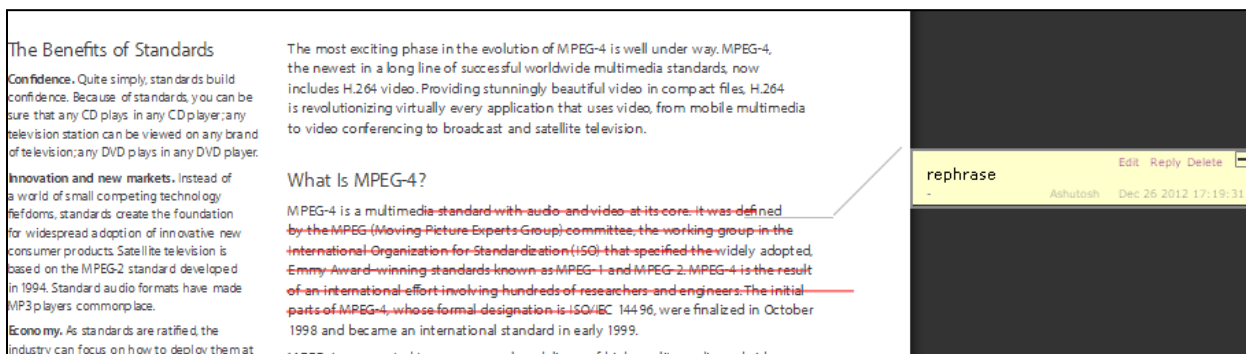 The Benefits of Standards
Confidence. Quite simply, standards build
confidence. Because of standards, you can be
sure that any CD plays in any CD player; any
television station can be viewed on any brand
of television; any DVD plays in any DVD player.
Innovation and new markets. Instead of
a world of small competing technology
fiefdoms, standards create the foundation
for widespread adoption of innovative new
consumer products. Satellite television is
based on the MPEG-2 standard developed
in 1994. Standard audio formats have made
MP3 players commonplace.
Economy. As standards are ratified, the
industry can focus on how to deploy them at
The most exciting phase in the evolution of MPEG-4 is well under way. MPEG-4,
the newest in a long line of successful worldwide multimedia standards, now
includes H.264 video. Providing stunningly beautiful video in compact files, H.264
is revolutionizing virtually every application that uses video, from mobile multimedia
to video conferencing to broadcast and satellite television.
What Is MPEG-4?
MPEG-4 is a multimedia standard with audio and video at its core. It was defined
by the MPEG (Moving Picture Experts Group) committee, the working group in the
International Organization for Standardization (ISO) that specified the widely adopted,
Emmy Award–winning standards known as MPEG-1 and MPEG-2. MPEG-4 is the result
of an international effort involving hundreds of researchers and engineers. The initial
parts of MPEG-4, whose formal designation is ISO/IEC 14496, were finalized in October
1998 and became an international standard in early 1999.
Edit Reply Delete
rephrase
- Ashutosh Dec 26 2012 17:19:31